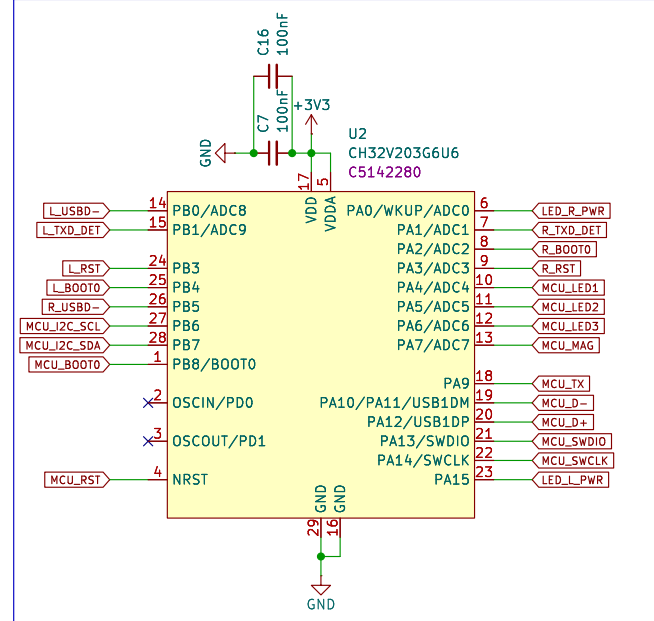 C16
100nF
C7
100nF
+3V3
GND
U2
CH32V203G6U6
C5142280
17
5
VDD
VDDA
L_USBD-
14
PB0/ADC8
L_TXD_DET
15
PB1/ADC9
L_RST
24
PB3
L_BOOT0
25
PB4
R_USBD-
26
PB5
MCU_I2C_SCL
27
PB6
MCU_I2C_SDA
28
PB7
MCU_BOOT0
1
PB8/BOOT0
2
OSCIN/PD0
3
OSCOUT/PD1
MCU_RST
4
NRST
PA0/WKUP/ADC0
6
LED_R_PWR
PA1/ADC1
7
R_TXD_DET
PA2/ADC2
8
R_BOOT0
PA3/ADC3
9
R_RST
PA4/ADC4
10
MCU_LED1
PA5/ADC5
11
MCU_LED2
PA6/ADC6
12
MCU_LED3
PA7/ADC7
13
MCU_MAG
PA9
18
MCU_TX
PA10/PA11/USB1DM
19
MCU_D-
PA12/USB1DP
20
MCU_D+
PA13/SWDIO
21
MCU_SWDIO
PA14/SWCLK
22
MCU_SWCLK
PA15
23
LED_L_PWR
GND
GND
29
16
GND